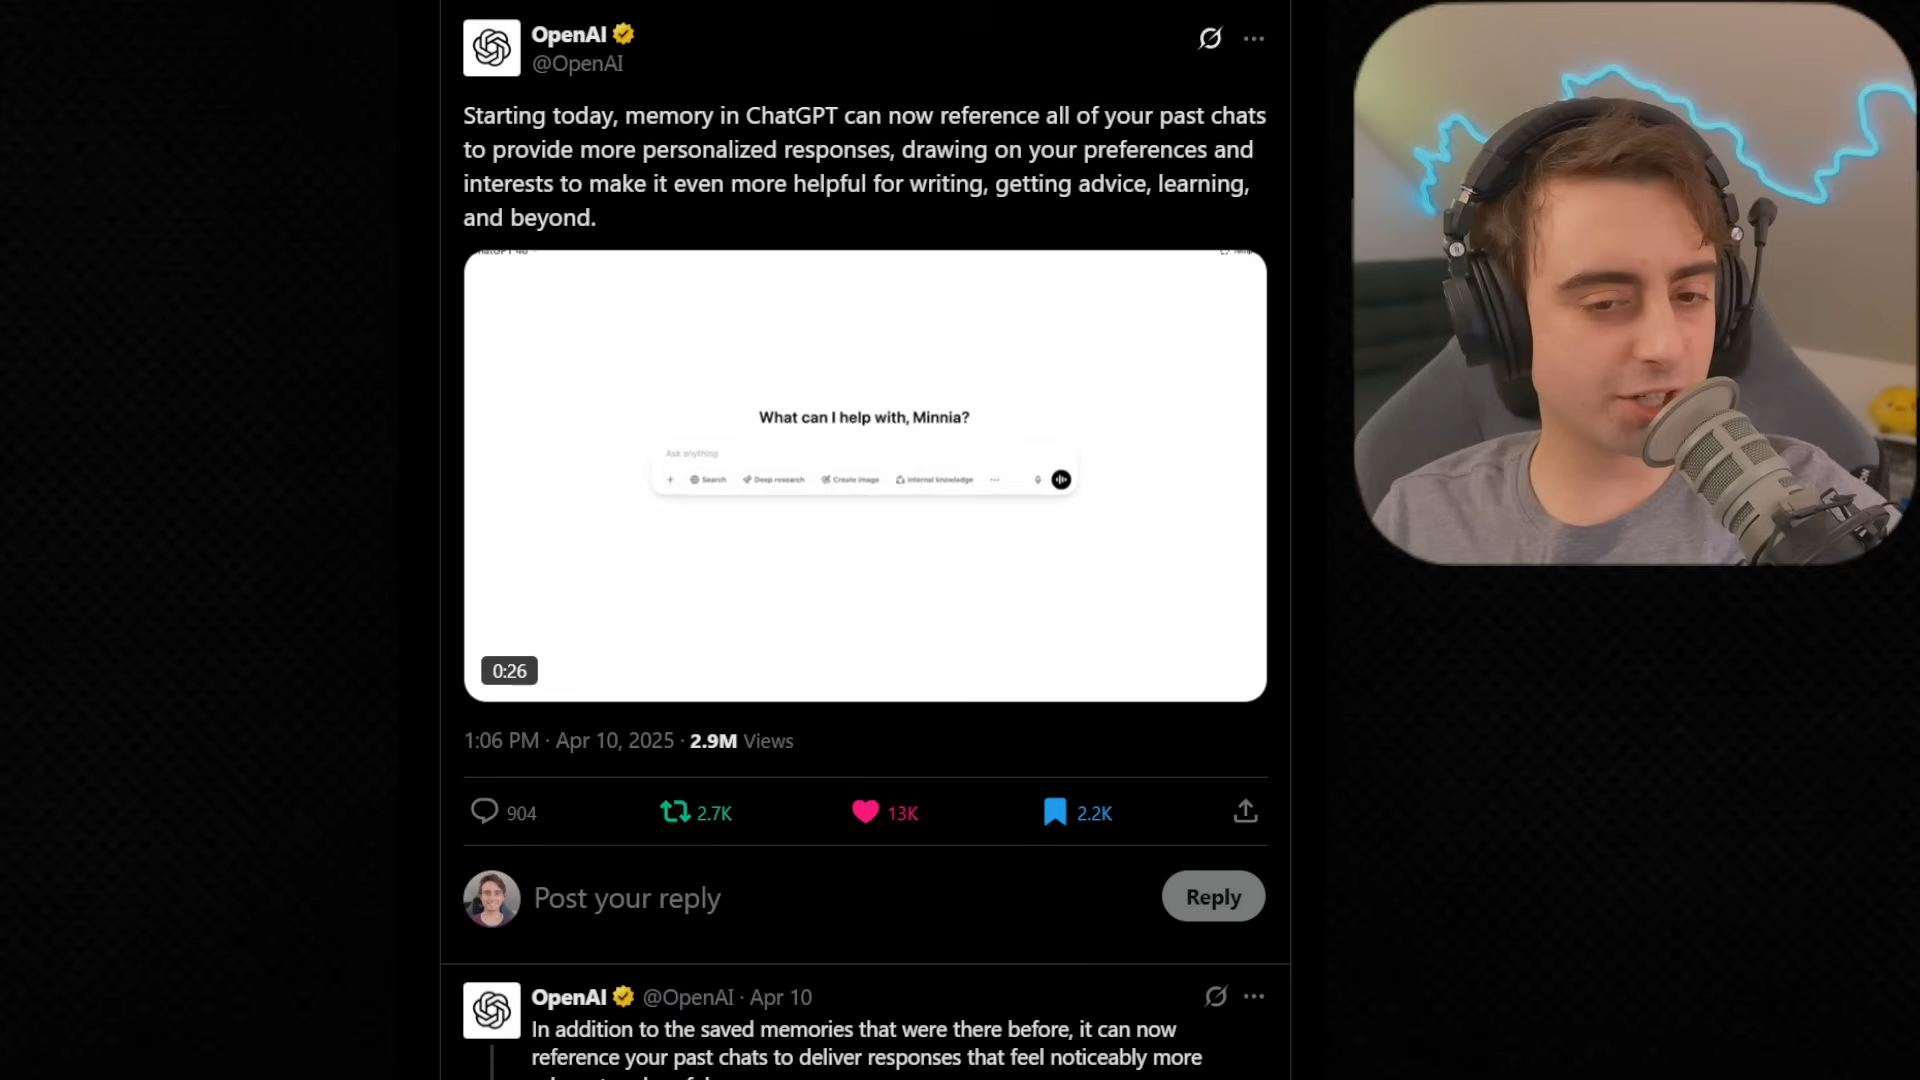 OpenAI
@OpenAI
Starting today, memory in ChatGPT can now reference all of your past chats
to provide more personalized responses, drawing on your preferences and
interests to make it even more helpful for writing, getting advice, learning,
and beyond.
What can I help with, Minnia?
Ask anything
Search Deep research Create image Internal knowledge
0:26
1:06 PM · Apr 10, 2025 · 2.9M Views
904 2.7K 13K 2.2K
Post your reply
Reply
OpenAI @OpenAI · Apr 10
In addition to the saved memories that were there before, it can now
reference your past chats to deliver responses that feel noticeably more